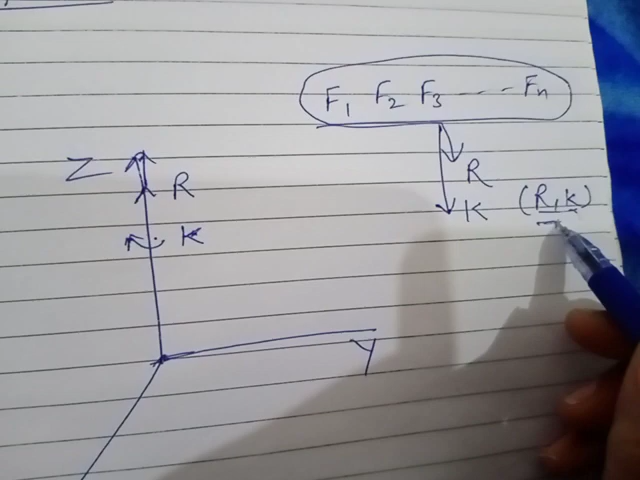 F₁ F₂ F₃ --- Fₙ
Z
R
R
K
K (R, K)
Y